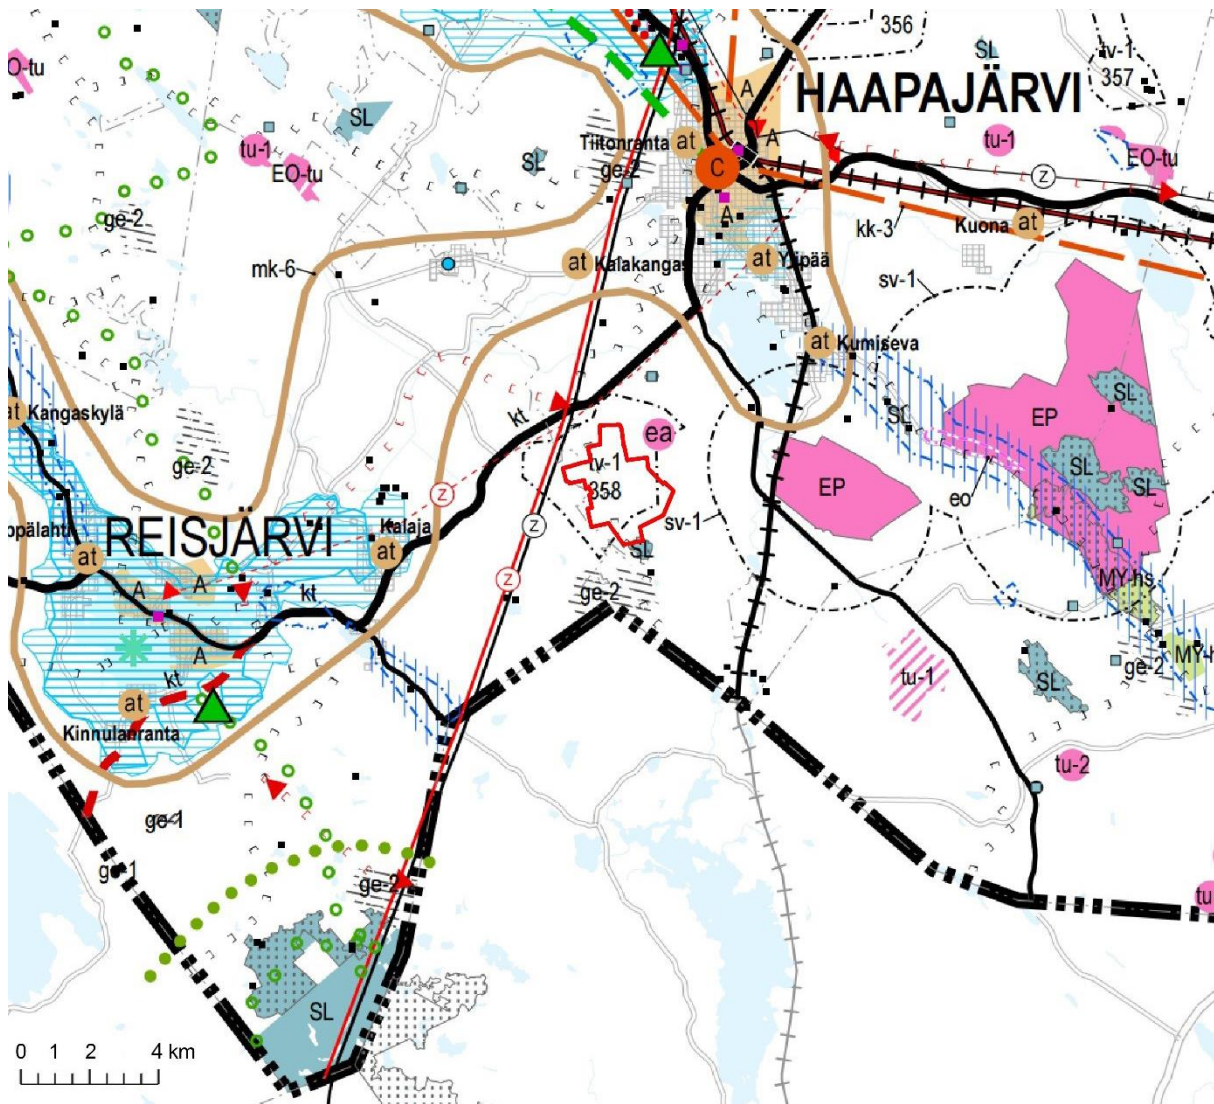 356
SL
tv-1
357
O-tu
HAAPAJÄRVI
SL
A
A
tu-1
Tiitonranta
at
tu-1
EO-tu
EO-tu
SL
ge-2
C
Z
A
ge-2
kk-3
Kuona
at
mk-6
at
Kalakangas
at
Ylipää
sv-1
at
Kumiseva
SL
at
Kangaskylä
SL
kt
EP
ea
ge-2
tv-1
358
SL
SL
EP
eo
Z
REISJÄRVI
Kalaja
at
sv-1
Z
at
SL
MY-hs
A
A
kt
ge-2
A
ge-2
MY-h
kt
tu-1
SL
at
Kinnulanranta
tu-2
ge-1
ge-1
ge-2
tu
SL
0 1 2 4 km